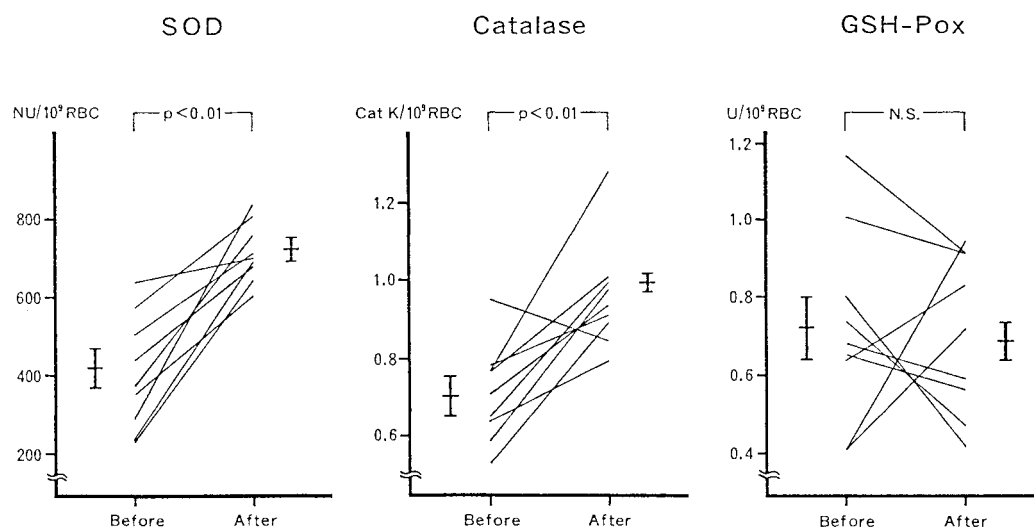 SOD
NU/10⁹RBC
p<0.01
800
600
400
200
Before After
Catalase
Cat K/10⁹RBC
p<0.01
1.2
1.0
0.8
0.6
Before After
GSH-Pox
U/10⁹RBC
N.S.
1.2
1.0
0.8
0.6
0.4
Before After